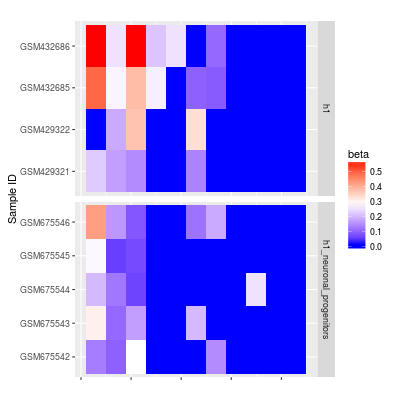 GSM432686
GSM432685
GSM429322
GSM429321
h1
GSM675546
GSM675545
GSM675544
GSM675543
GSM675542
h1_neuronal_progenitors
Sample ID
beta
0.5
0.4
0.3
0.2
0.1
0.0